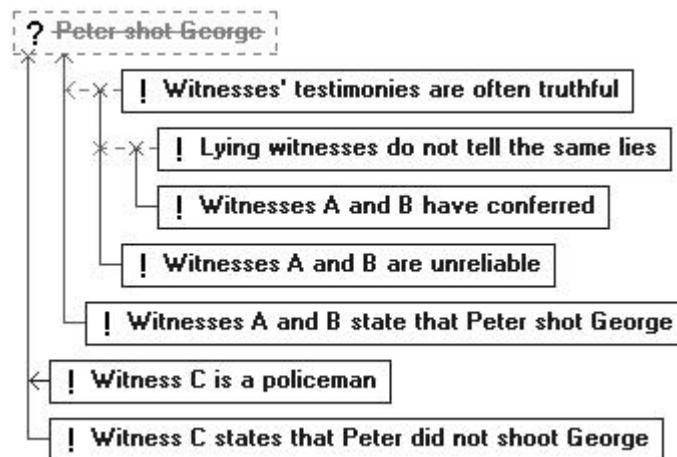 ? Peter shot George
! Witnesses' testimonies are often truthful
! Lying witnesses do not tell the same lies
! Witnesses A and B have conferred
! Witnesses A and B are unreliable
! Witnesses A and B state that Peter shot George
! Witness C is a policeman
! Witness C states that Peter did not shoot George